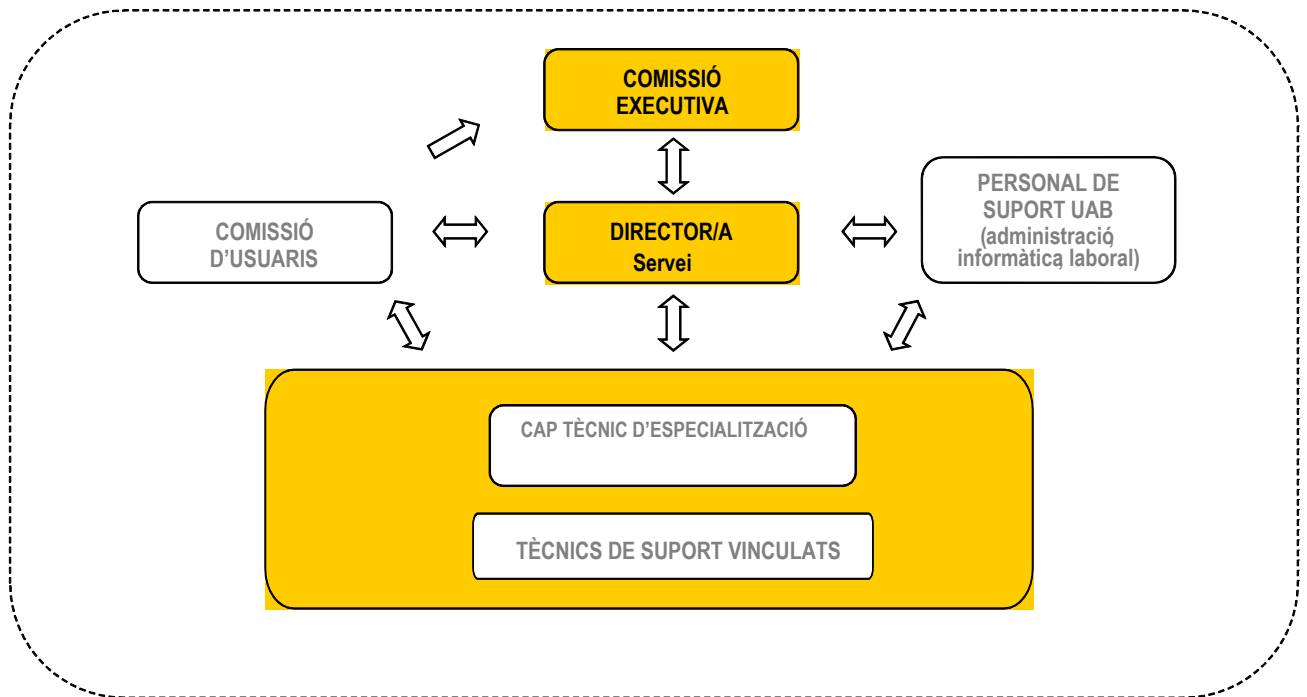 COMISSIÓ
EXECUTIVA
COMISSIÓ
D’USUARIS
DIRECTOR/A
Servei
PERSONAL DE
SUPORT UAB
(administració,
informàtica, laboral)
CAP TÈCNIC D’ESPECIALITZACIÓ
TÈCNICS DE SUPORT VINCULATS